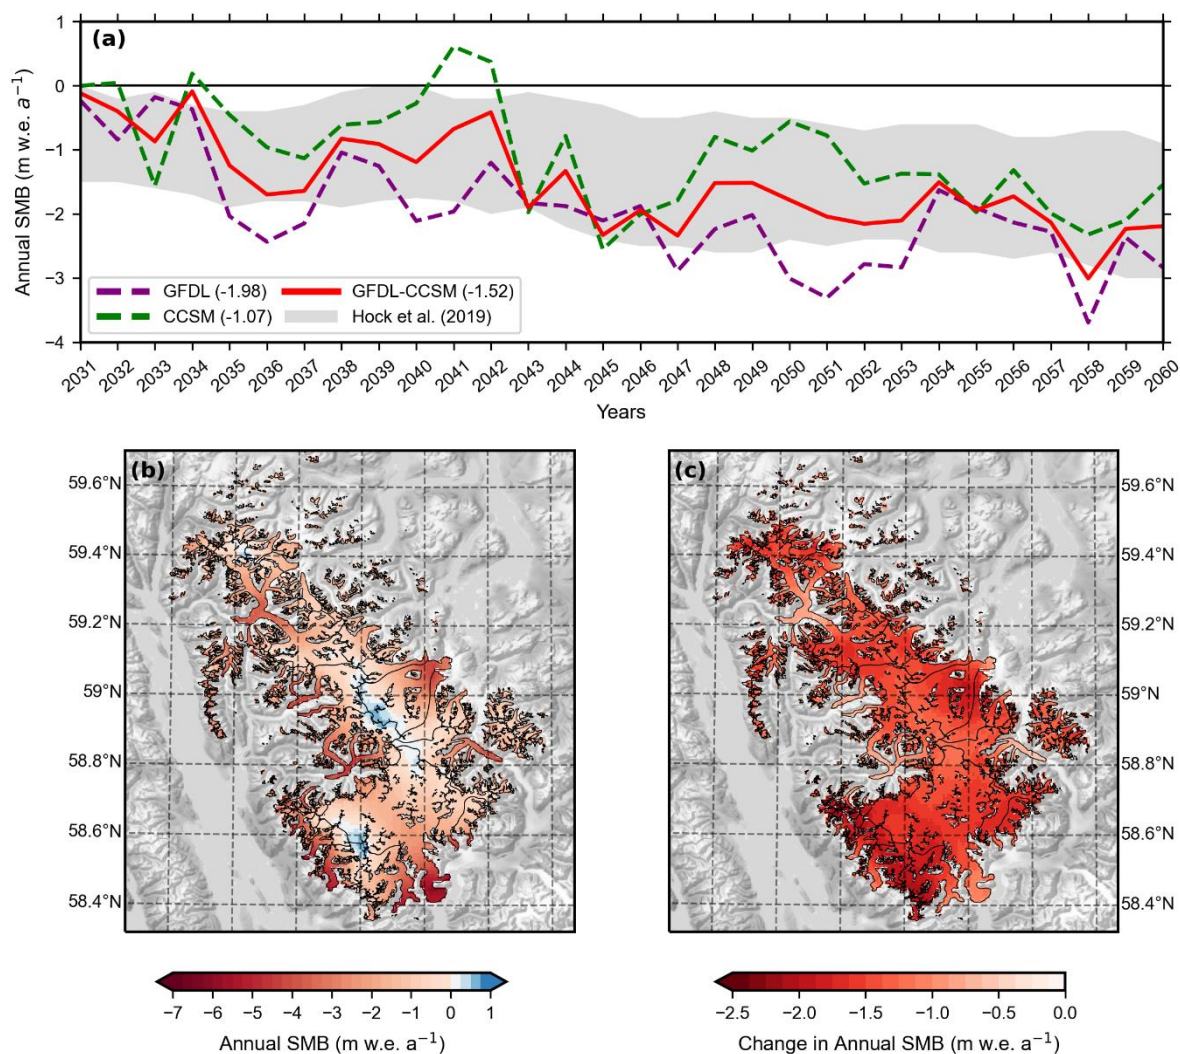 (a)
Annual SMB (m w.e. a⁻¹)
1
0
−1
−2
−3
−4
GFDL (-1.98)
GFDL-CCSM (-1.52)
CCSM (-1.07)
Hock et al. (2019)
2031 2032 2033 2034 2035 2036 2037 2038 2039 2040 2041 2042 2043 2044 2045 2046 2047 2048 2049 2050 2051 2052 2053 2054 2055 2056 2057 2058 2059 2060
Years
(b)
59.6°N
59.4°N
59.2°N
59°N
58.8°N
58.6°N
58.4°N
−7 −6 −5 −4 −3 −2 −1 0 1
Annual SMB (m w.e. a⁻¹)
(c)
59.6°N
59.4°N
59.2°N
59°N
58.8°N
58.6°N
58.4°N
−2.5 −2.0 −1.5 −1.0 −0.5 0.0
Change in Annual SMB (m w.e. a⁻¹)